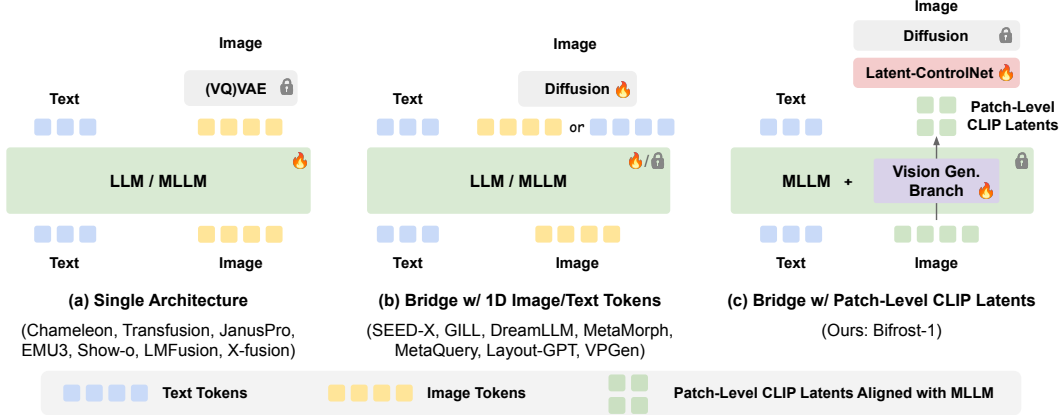 Image
(VQ)VAE
Text
LLM / MLLM
Text
Image
(a) Single Architecture
(Chameleon, Transfusion, JanusPro,
EMU3, Show-o, LMFusion, X-fusion)
Image
Diffusion
Text
or
LLM / MLLM
/
Text
Image
(b) Bridge w/ 1D Image/Text Tokens
(SEED-X, GILL, DreamLLM, MetaMorph,
MetaQuery, Layout-GPT, VPGen)
Image
Diffusion
Latent-ControlNet
Text
Patch-Level
CLIP Latents
MLLM +
Vision Gen.
Branch
Text
Image
(c) Bridge w/ Patch-Level CLIP Latents
(Ours: Bifrost-1)
Text Tokens
Image Tokens
Patch-Level CLIP Latents Aligned with MLLM